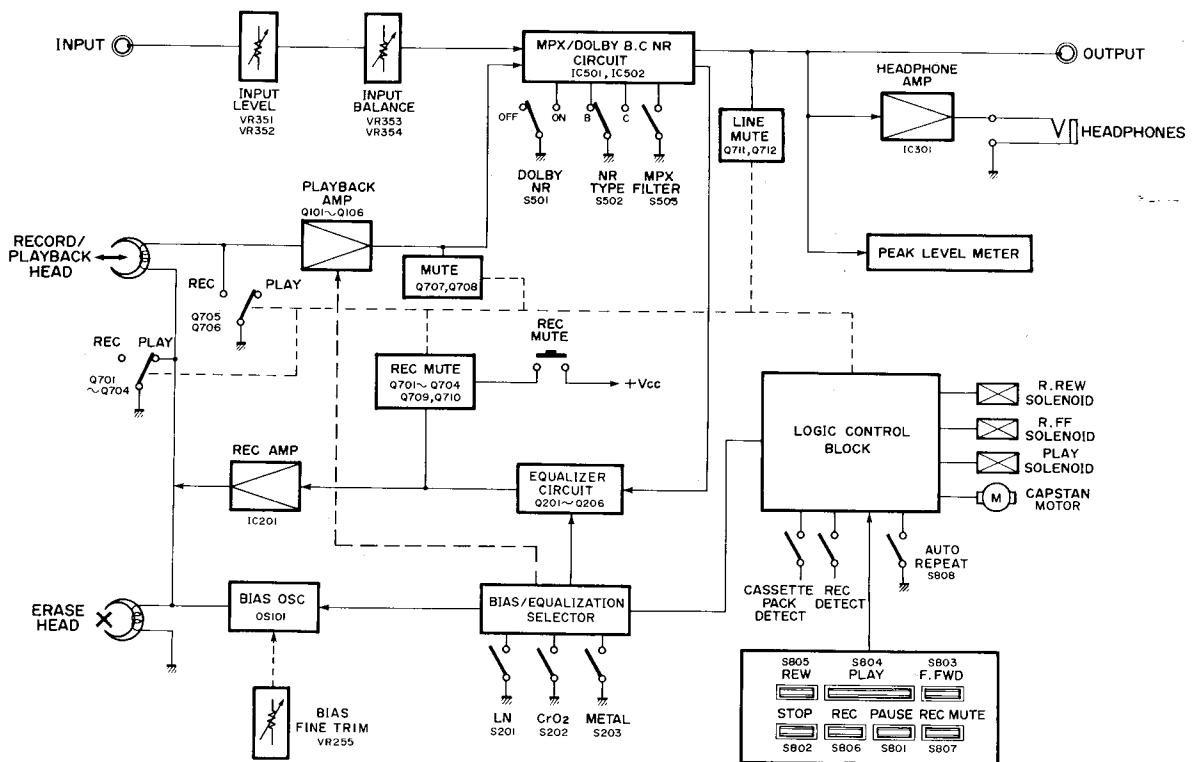 INPUT
INPUT
LEVEL
VR351
VR352
INPUT
BALANCE
VR353
VR354
MPX/DOLBY B.C NR
CIRCUIT
IC501, IC502
OFF
ON
B
C
DOLBY
NR
S501
NR
TYPE
S502
MPX
FILTER
S505
LINE
MUTE
Q711,Q712
OUTPUT
HEADPHONE
AMP
IC301
HEADPHONES
PEAK LEVEL METER
RECORD/
PLAYBACK
HEAD
PLAYBACK
AMP
Q101~Q106
MUTE
Q707,Q708
REC
PLAY
Q705
Q706
REC
PLAY
Q701
~Q704
REC MUTE
Q701~Q704
Q709,Q710
REC
MUTE
+Vcc
REC AMP
IC201
EQUALIZER
CIRCUIT
Q201~Q206
LOGIC CONTROL
BLOCK
R.REW
SOLENOID
R.FF
SOLENOID
PLAY
SOLENOID
M
CAPSTAN
MOTOR
CASSETTE
PACK
DETECT
REC
DETECT
AUTO
REPEAT
S808
ERASE
HEAD
BIAS OSC
OS101
BIAS/EQUALIZATION
SELECTOR
BIAS
FINE TRIM
VR255
LN
S201
CrO2
S202
METAL
S203
S805
REW
S804
PLAY
S803
F.FWD
STOP
S802
REC
S806
PAUSE
S801
REC MUTE
S807